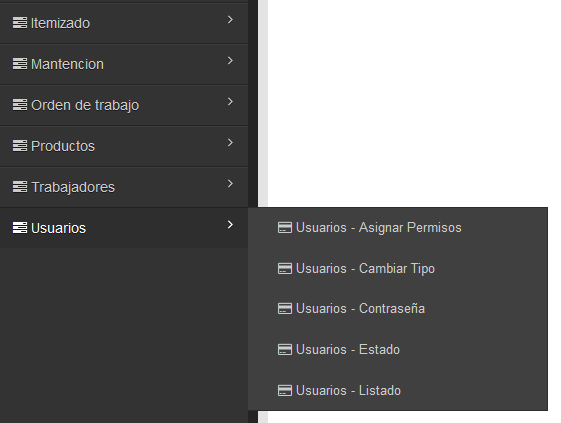 Itemizado
Mantencion
Orden de trabajo
Productos
Trabajadores
Usuarios
Usuarios - Asignar Permisos
Usuarios - Cambiar Tipo
Usuarios - Contraseña
Usuarios - Estado
Usuarios - Listado